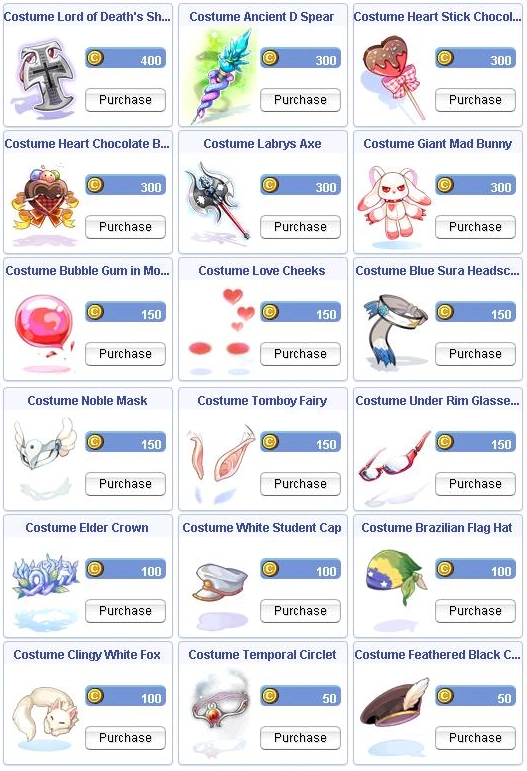 Costume Lord of Death's Sh...
C 400
Purchase
Costume Ancient D Spear
C 300
Purchase
Costume Heart Stick Chocol...
C 300
Purchase
Costume Heart Chocolate B...
C 300
Purchase
Costume Labrys Axe
C 300
Purchase
Costume Giant Mad Bunny
C 300
Purchase
Costume Bubble Gum in Mo...
C 150
Purchase
Costume Love Cheeks
C 150
Purchase
Costume Blue Sura Headsc...
C 150
Purchase
Costume Noble Mask
C 150
Purchase
Costume Tomboy Fairy
C 150
Purchase
Costume Under Rim Glasse...
C 150
Purchase
Costume Elder Crown
C 100
Purchase
Costume White Student Cap
C 100
Purchase
Costume Brazilian Flag Hat
C 100
Purchase
Costume Clingy White Fox
C 100
Purchase
Costume Temporal Circlet
C 50
Purchase
Costume Feathered Black C...
C 50
Purchase